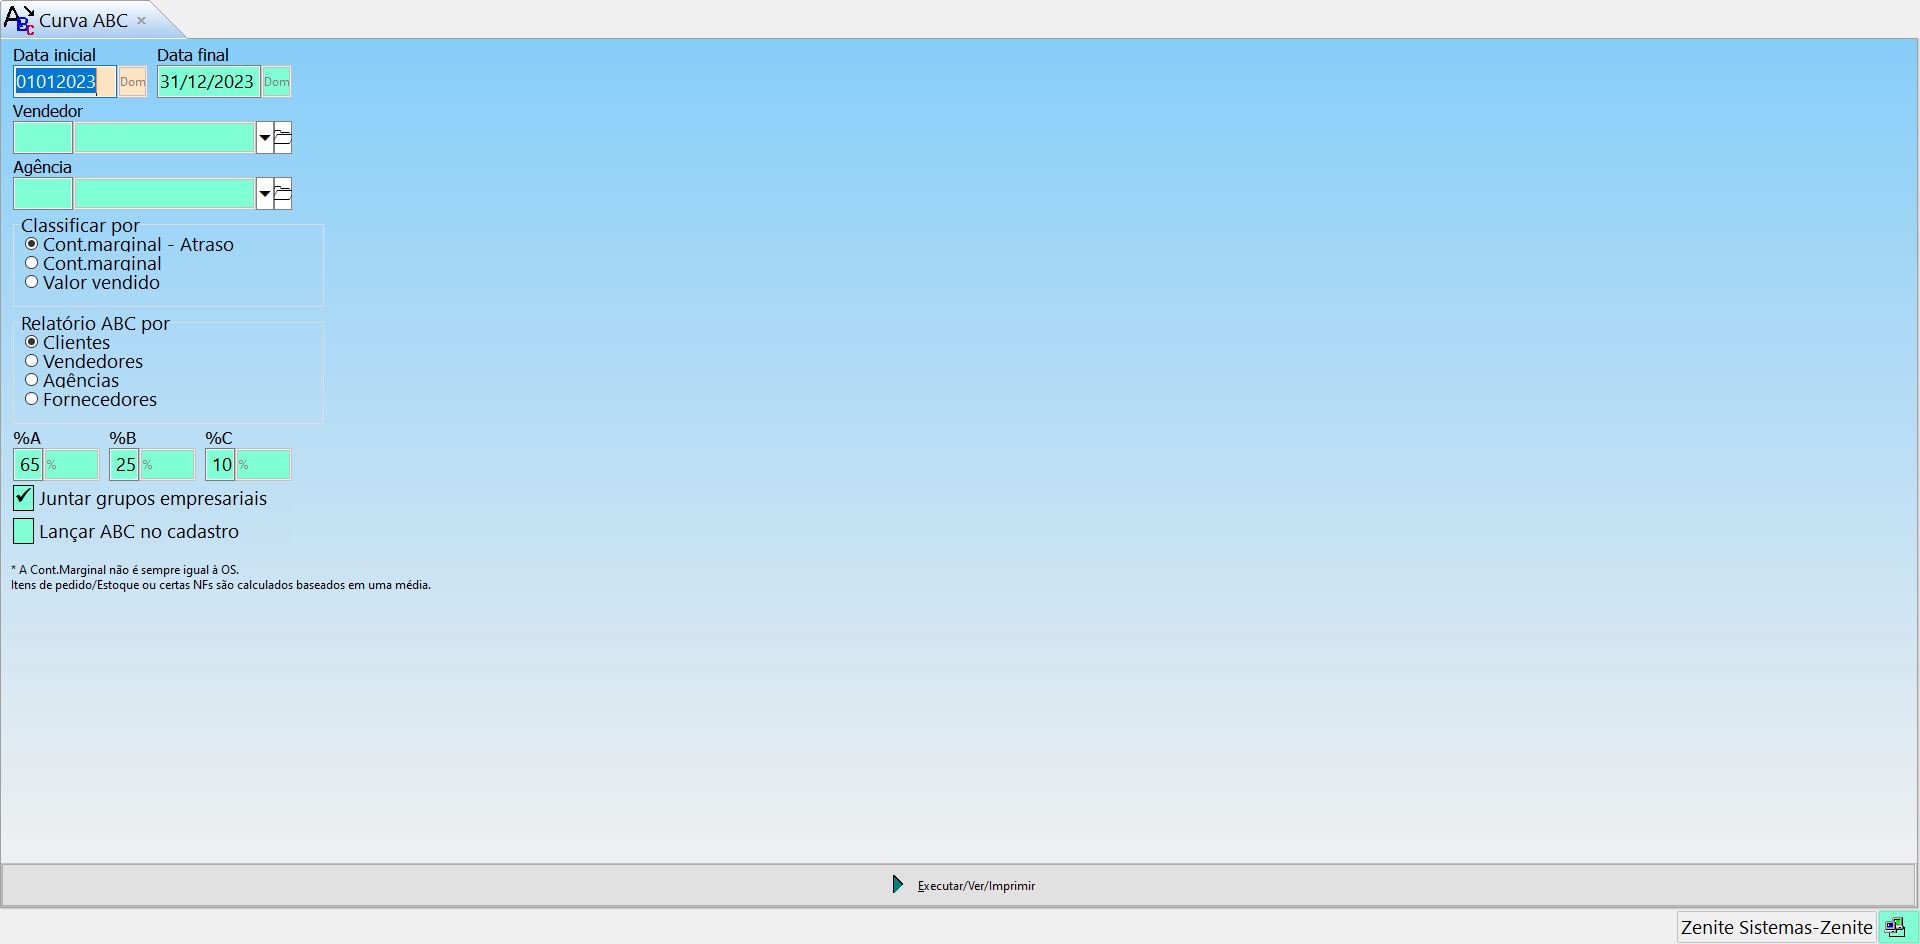 ABC Curva ABC ×
Data inicial Data final
01012023 Dom 31/12/2023 Dom
Vendedor
Agência
Classificar por
Cont.marginal - Atraso
Cont.marginal
Valor vendido
Relatório ABC por
Clientes
Vendedores
Agências
Fornecedores
%A %B %C
65 % 25 % 10 %
Juntar grupos empresariais
Lançar ABC no cadastro
* A Cont.Marginal não é sempre igual à OS.
Itens de pedido/Estoque ou certas NFs são calculados baseados em uma média.
Executar/Ver/Imprimir
Zenite Sistemas-Zenite